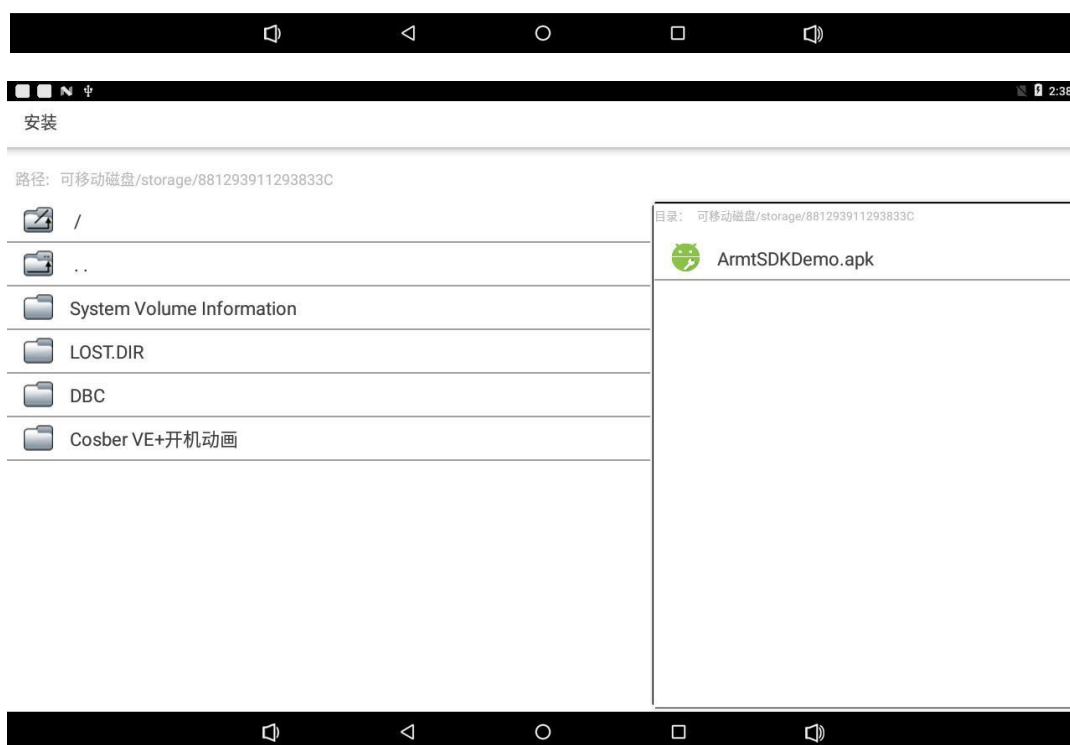 2:38
安装
路径: 可移动磁盘/storage/881293911293833C
/
..
System Volume Information
LOST.DIR
DBC
Cosber VE+开机动画
目录: 可移动磁盘/storage/881293911293833C
ArmtSDKDemo.apk